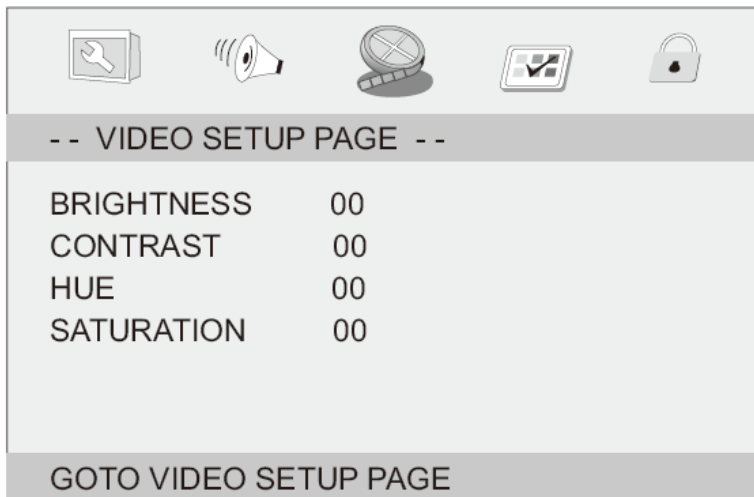 -- VIDEO SETUP PAGE --
BRIGHTNESS 00
CONTRAST 00
HUE 00
SATURATION 00
GOTO VIDEO SETUP PAGE